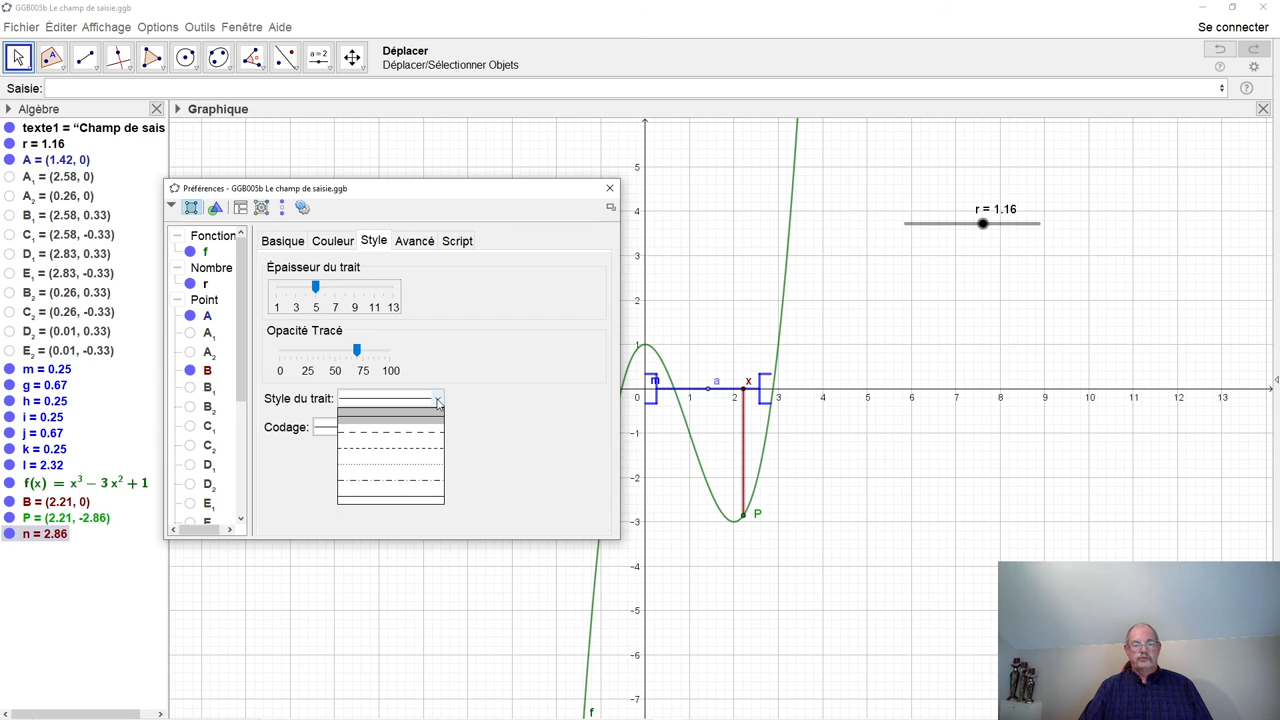 GGB005b Le champ de saisie.ggb
Fichier Éditer Affichage Options Outils Fenêtre Aide
Se connecter
a=2
Déplacer
Déplacer/Sélectionner Objets
Saisie:
Algèbre
Graphique
texte1 = “Champ de sais
r = 1.16
A = (1.42, 0)
A₁ = (2.58, 0)
A₂ = (0.26, 0)
B₁ = (2.58, 0.33)
C₁ = (2.58, -0.33)
D₁ = (2.83, 0.33)
E₁ = (2.83, -0.33)
B₂ = (0.26, 0.33)
C₂ = (0.26, -0.33)
D₂ = (0.01, 0.33)
E₂ = (0.01, -0.33)
m = 0.25
g = 0.67
h = 0.25
i = 0.25
j = 0.67
k = 0.25
l = 2.32
f(x) = x³ − 3 x² + 1
B = (2.21, 0)
P = (2.21, -2.86)
n = 2.86
Préférences - GGB005b Le champ de saisie.ggb
Fonction
f
Nombre
r
Point
A
A₁
A₂
B
B₁
B₂
C₁
C₂
D₁
D₂
E₁
Basique Couleur Style Avancé Script
Épaisseur du trait
1 3 5 7 9 11 13
Opacité Tracé
0 25 50 75 100
Style du trait:
Codage:
r = 1.16
5
4
3
2
1
m a x
0 1 2 3 4 5 6 7 8 9 10 11 12 13
-1
-2
-3
P
-4
-5
-6
-7
f